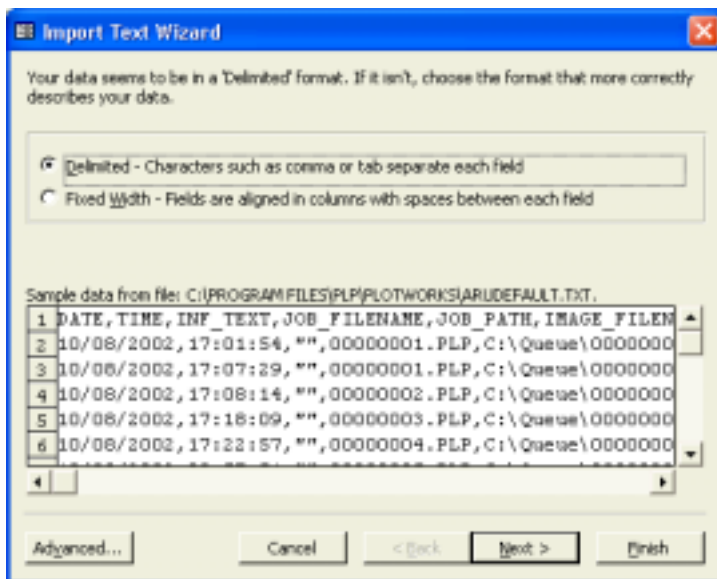 Import Text Wizard
Your data seems to be in a 'Delimited' format. If it isn't, choose the format that more correctly
describes your data.
Delimited - Characters such as comma or tab separate each field
Fixed Width - Fields are aligned in columns with spaces between each field
Sample data from file: C:\PROGRAM FILES\PLP\PLOTWORKS\ARUDEFAULT.TXT.
1 DATE,TIME,INF_TEXT,JOB_FILENAME,JOB_PATH,IMAGE_FILEN
2 10/08/2002,17:01:54,"",00000001.PLP,C:\Queue\0000000
3 10/08/2002,17:07:29,"",00000001.PLP,C:\Queue\0000000
4 10/08/2002,17:08:14,"",00000002.PLP,C:\Queue\0000000
5 10/08/2002,17:18:09,"",00000003.PLP,C:\Queue\0000000
6 10/08/2002,17:22:57,"",00000004.PLP,C:\Queue\0000000
Advanced... Cancel < Back Next > Finish